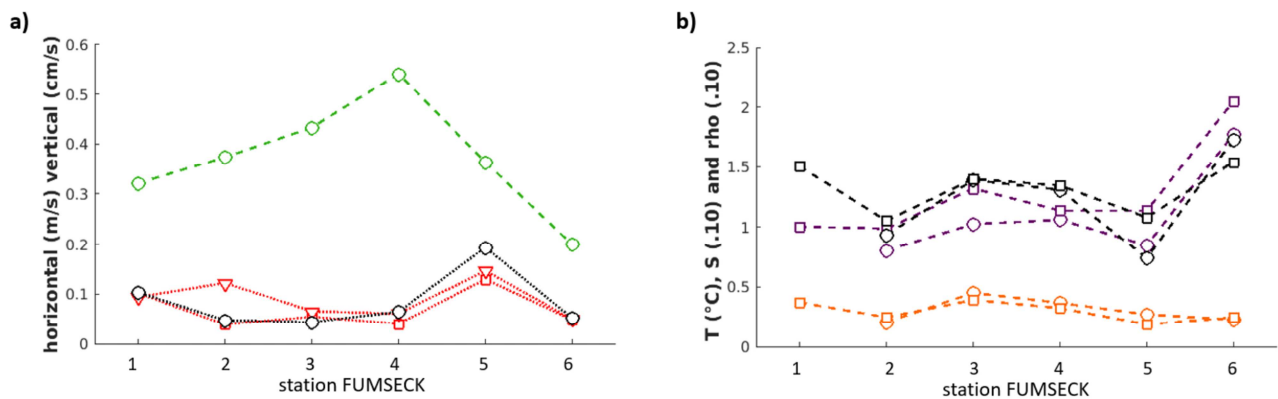 a)
horizontal (m/s) vertical (cm/s)
0.6
0.5
0.4
0.3
0.2
0.1
0
1 2 3 4 5 6
station FUMSECK
b)
T (°C), S (.10) and rho (.10)
2.5
2
1.5
1
0.5
0
1 2 3 4 5 6
station FUMSECK